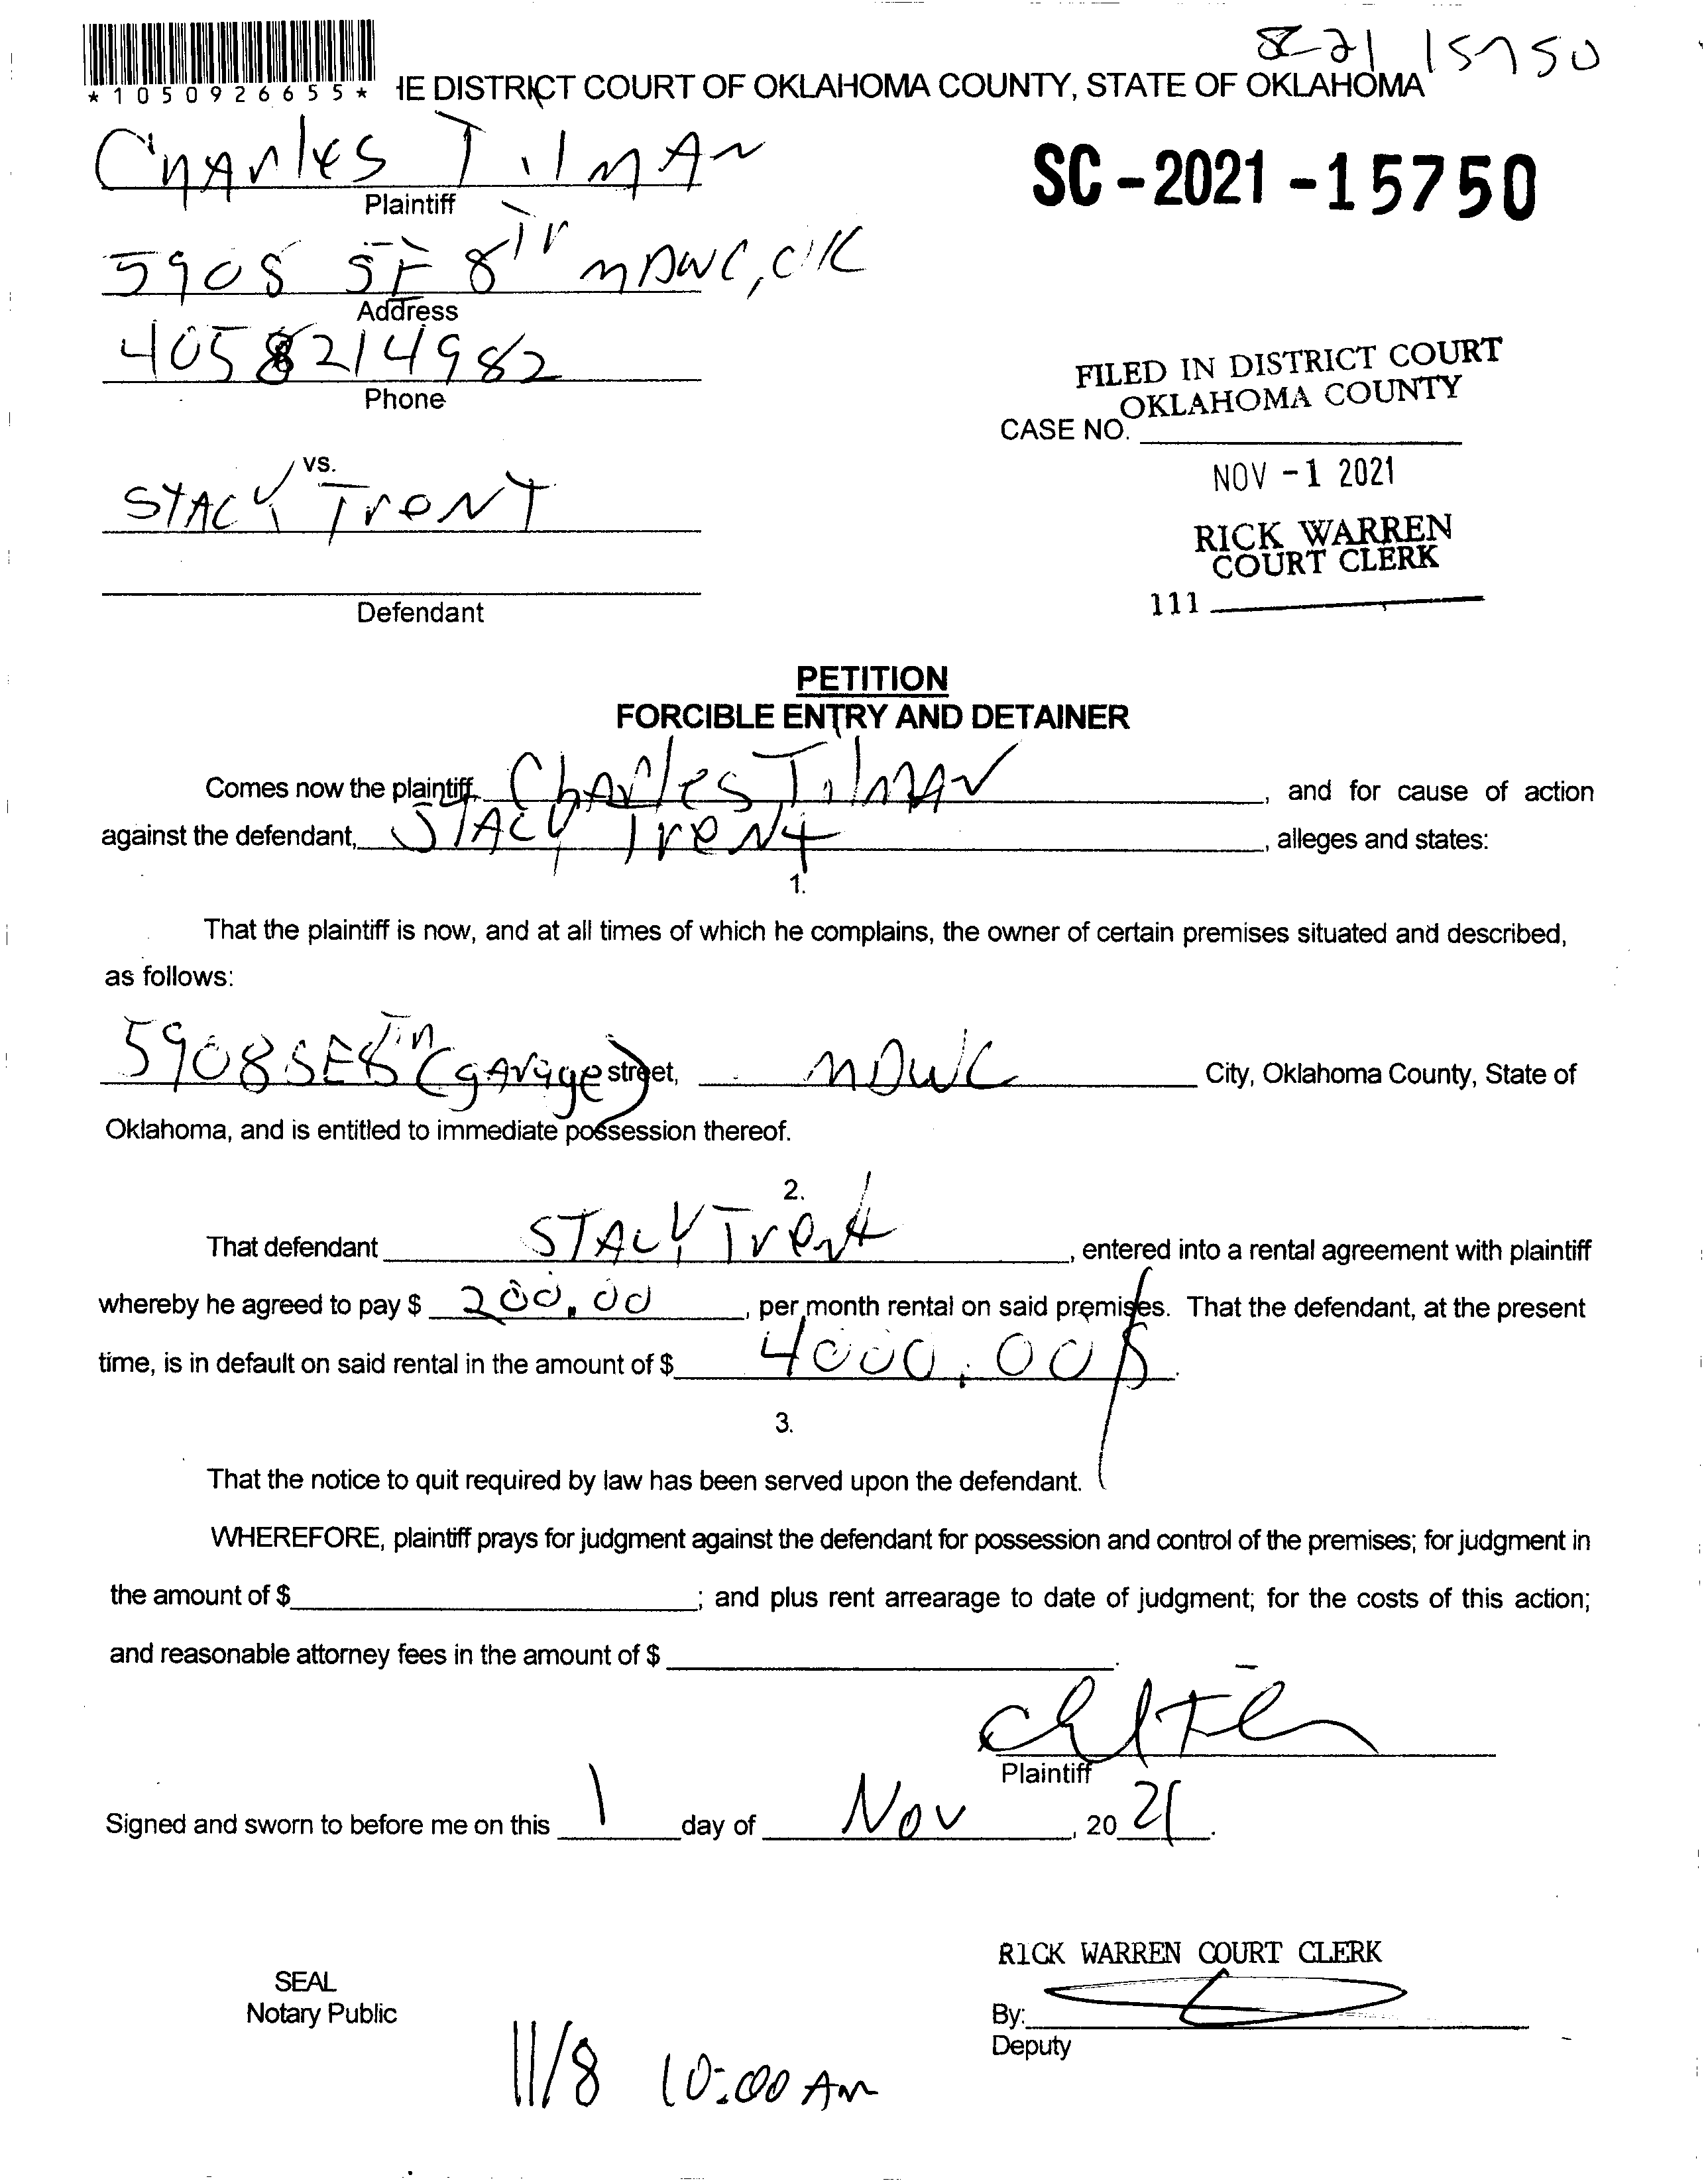 SC 21 15750
*1050926655* HE DISTRICT COURT OF OKLAHOMA COUNTY, STATE OF OKLAHOMA
Charles Tilman
Plaintiff
SC-2021-15750
5908 SE 8TH MDWC, OK
Address
4058214982
Phone
FILED IN DISTRICT COURT
OKLAHOMA COUNTY
CASE NO.
NOV -1 2021
vs.
STACY TrENT
RICK WARREN
COURT CLERK
111
Defendant
PETITION
FORCIBLE ENTRY AND DETAINER
Comes now the plaintiff, Charles Tilman, and for cause of action
against the defendant, STACY Trent, alleges and states:
1.
That the plaintiff is now, and at all times of which he complains, the owner of certain premises situated and described,
as follows:
5908 SE 8TH (garage) street, MDWC City, Oklahoma County, State of
Oklahoma, and is entitled to immediate possession thereof.
2.
That defendant STACY Trent, entered into a rental agreement with plaintiff
whereby he agreed to pay $ 200.00, per month rental on said premises. That the defendant, at the present
time, is in default on said rental in the amount of $ 4000.00.
3.
That the notice to quit required by law has been served upon the defendant.
WHEREFORE, plaintiff prays for judgment against the defendant for possession and control of the premises; for judgment in
the amount of $; and plus rent arrearage to date of judgment; for the costs of this action;
and reasonable attorney fees in the amount of $.
Plaintiff
Signed and sworn to before me on this 1 day of Nov, 20 21.
RICK WARREN COURT CLERK
SEAL
Notary Public
By:
Deputy
11/8 10:00 Am